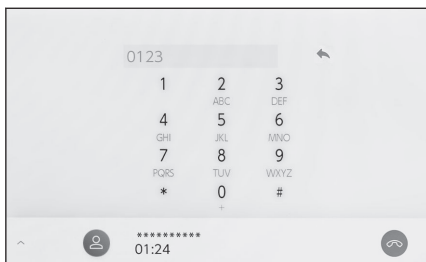 0123
1 2 3
ABC DEF
4 5 6
GHI JKL MNO
7 8 9
PQRS TUV WXYZ
* 0 #
+
**********
01:24